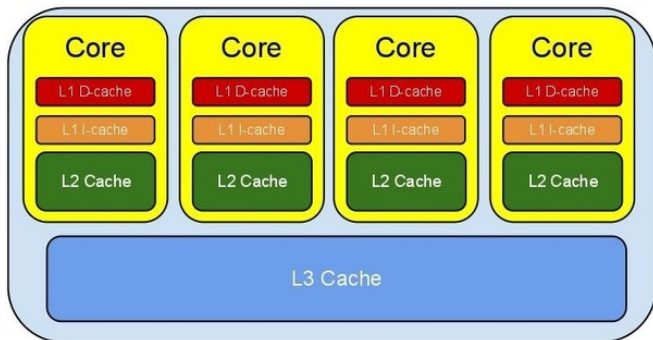 Core Core Core Core
L1 D-cache L1 D-cache L1 D-cache L1 D-cache
L1 I-cache L1 I-cache L1 I-cache L1 I-cache
L2 Cache L2 Cache L2 Cache L2 Cache
L3 Cache